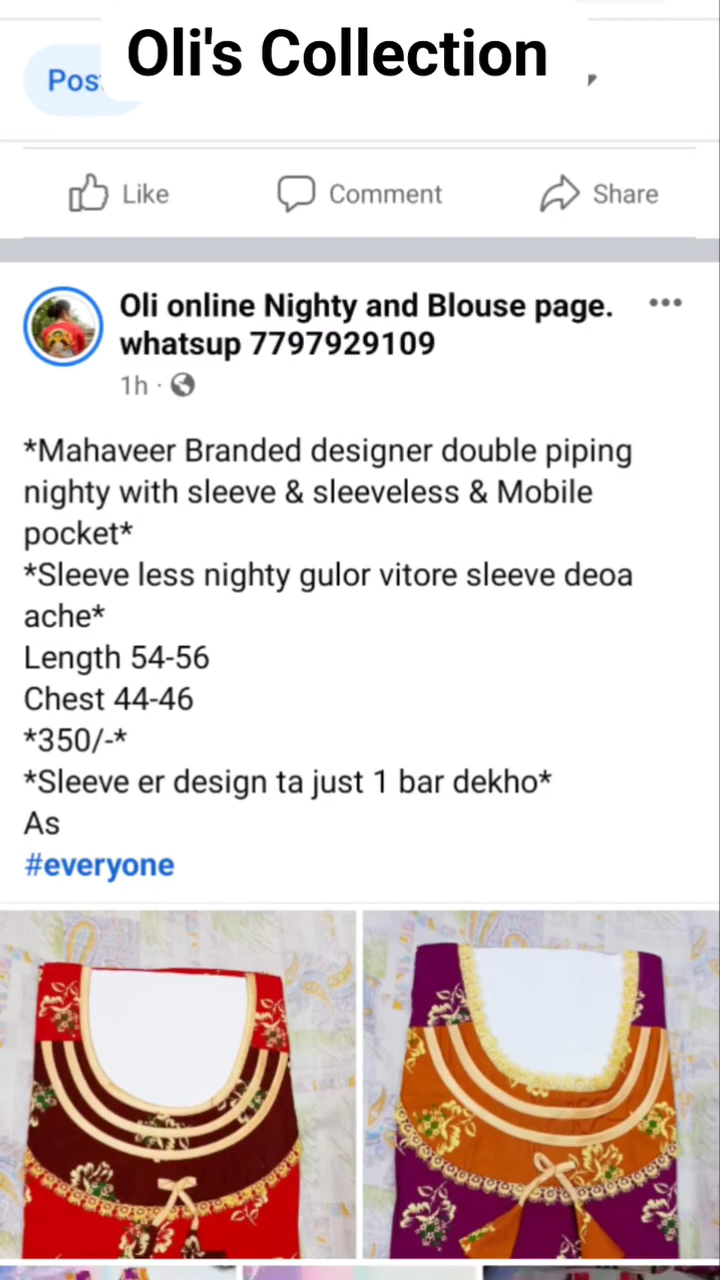 Oli's Collection
Pos
Like
Comment
Share
Oli online Nighty and Blouse page.
whatsup 7797929109
1h ·
*Mahaveer Branded designer double piping
nighty with sleeve & sleeveless & Mobile
pocket*
*Sleeve less nighty gulor vitore sleeve deoa
ache*
Length 54-56
Chest 44-46
*350/-*
*Sleeve er design ta just 1 bar dekho*
As
#everyone